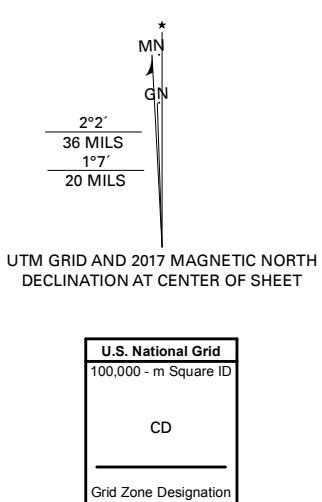 ★
MN
GN
2°2´
36 MILS
1°7´
20 MILS
UTM GRID AND 2017 MAGNETIC NORTH
DECLINATION AT CENTER OF SHEET
U.S. National Grid
100,000 - m Square ID
CD
Grid Zone Designation